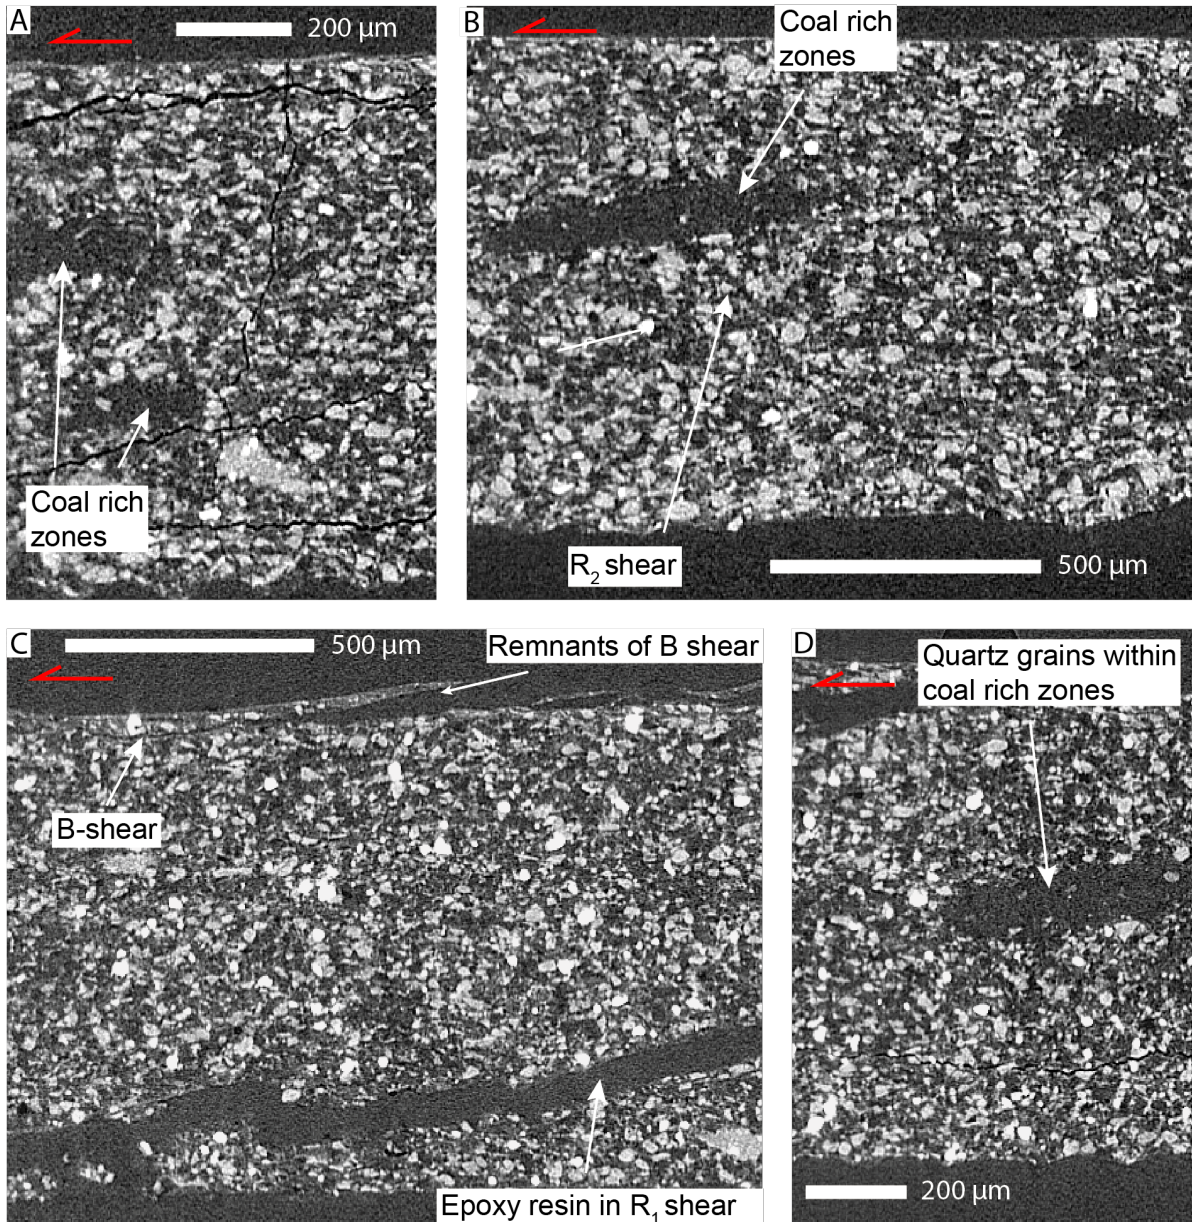 A
200 µm
Coal rich
zones
B
Coal rich
zones
R₂ shear
500 µm
C
500 µm
Remnants of B shear
B-shear
Epoxy resin in R₁ shear
D
Quartz grains within
coal rich zones
200 µm